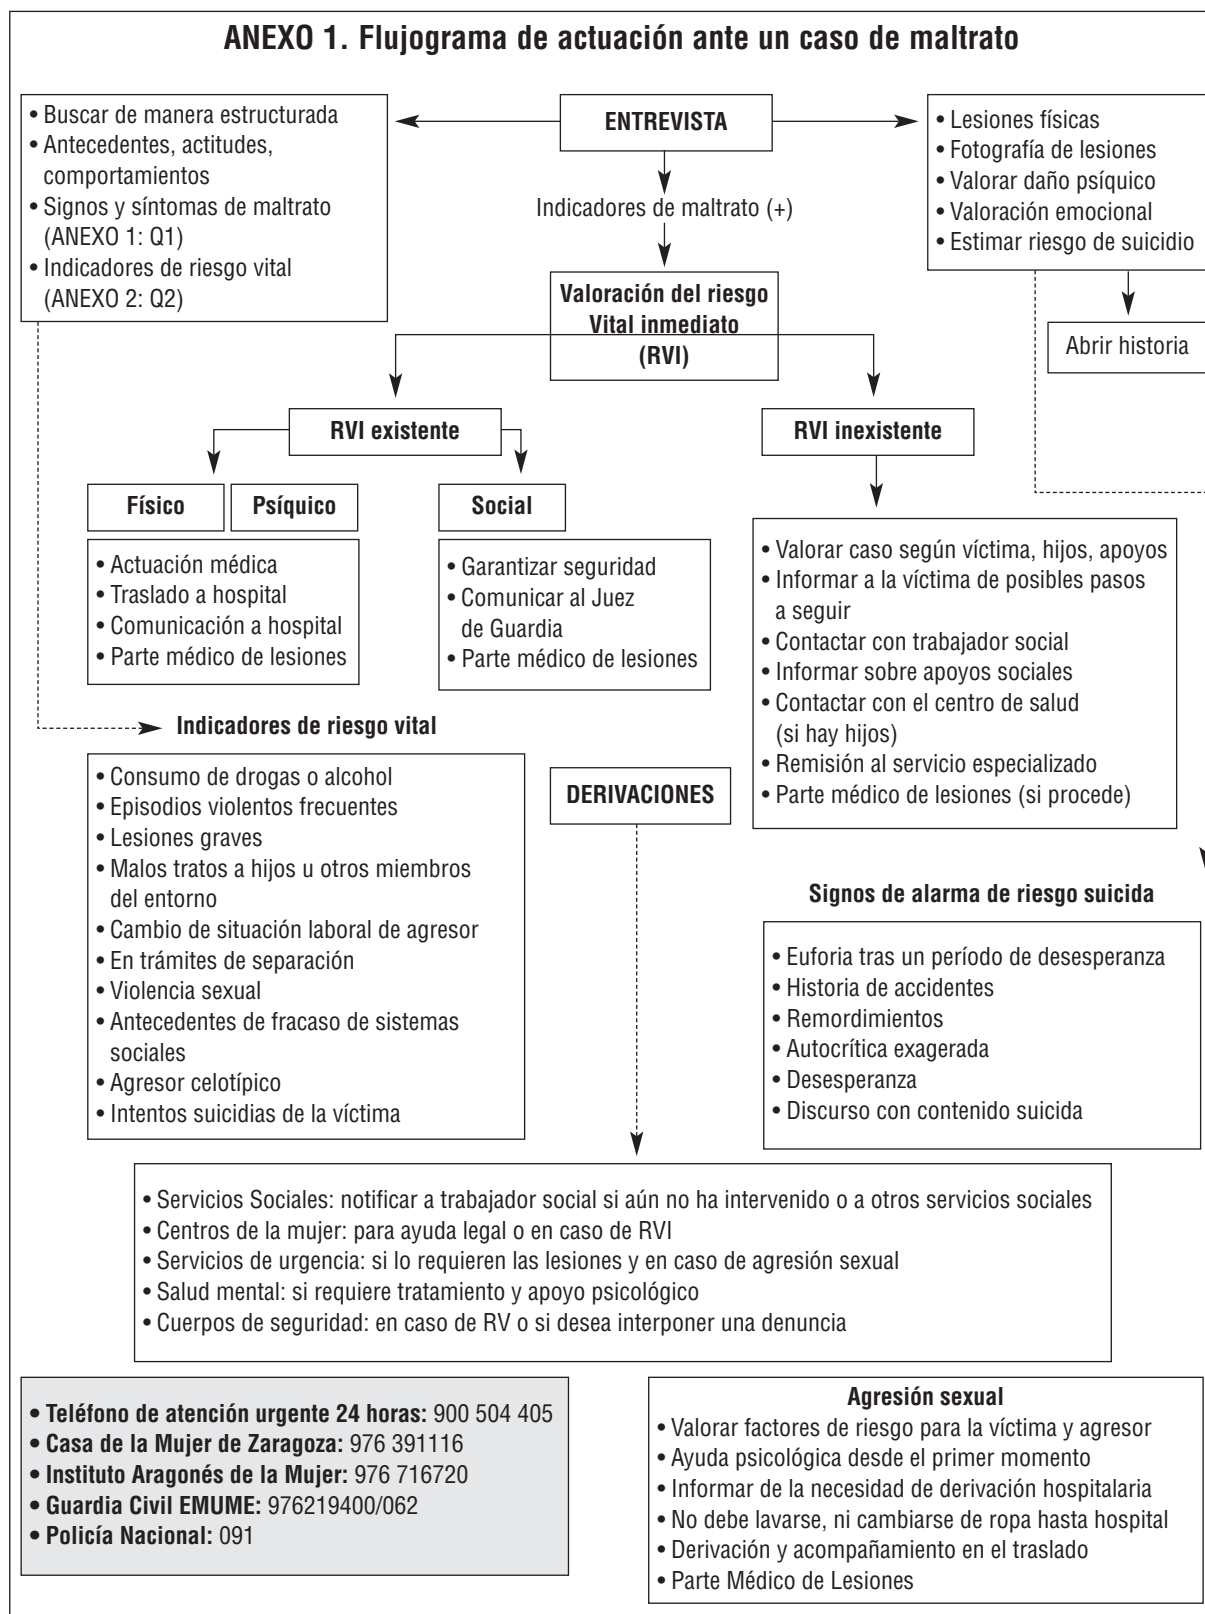 ANEXO 1. Flujograma de actuación ante un caso de maltrato
• Buscar de manera estructurada
• Antecedentes, actitudes,
comportamientos
• Signos y síntomas de maltrato
(ANEXO 1: Q1)
• Indicadores de riesgo vital
(ANEXO 2: Q2)
ENTREVISTA
• Lesiones físicas
• Fotografía de lesiones
• Valorar daño psíquico
• Valoración emocional
• Estimar riesgo de suicidio
Indicadores de maltrato (+)
Valoración del riesgo
Vital inmediato
(RVI)
Abrir historia
RVI existente
RVI inexistente
Físico
Psíquico
Social
• Actuación médica
• Traslado a hospital
• Comunicación a hospital
• Parte médico de lesiones
• Garantizar seguridad
• Comunicar al Juez
de Guardia
• Parte médico de lesiones
• Valorar caso según víctima, hijos, apoyos
• Informar a la víctima de posibles pasos
a seguir
• Contactar con trabajador social
• Informar sobre apoyos sociales
• Contactar con el centro de salud
(si hay hijos)
• Remisión al servicio especializado
• Parte médico de lesiones (si procede)
Indicadores de riesgo vital
• Consumo de drogas o alcohol
• Episodios violentos frecuentes
• Lesiones graves
• Malos tratos a hijos u otros miembros
del entorno
• Cambio de situación laboral de agresor
• En trámites de separación
• Violencia sexual
• Antecedentes de fracaso de sistemas
sociales
• Agresor celotípico
• Intentos suicidias de la víctima
DERIVACIONES
Signos de alarma de riesgo suicida
• Euforia tras un período de desesperanza
• Historia de accidentes
• Remordimientos
• Autocrítica exagerada
• Desesperanza
• Discurso con contenido suicida
• Servicios Sociales: notificar a trabajador social si aún no ha intervenido o a otros servicios sociales
• Centros de la mujer: para ayuda legal o en caso de RVI
• Servicios de urgencia: si lo requieren las lesiones y en caso de agresión sexual
• Salud mental: si requiere tratamiento y apoyo psicológico
• Cuerpos de seguridad: en caso de RV o si desea interponer una denuncia
• Teléfono de atención urgente 24 horas: 900 504 405
• Casa de la Mujer de Zaragoza: 976 391116
• Instituto Aragonés de la Mujer: 976 716720
• Guardia Civil EMUME: 976219400/062
• Policía Nacional: 091
Agresión sexual
• Valorar factores de riesgo para la víctima y agresor
• Ayuda psicológica desde el primer momento
• Informar de la necesidad de derivación hospitalaria
• No debe lavarse, ni cambiarse de ropa hasta hospital
• Derivación y acompañamiento en el traslado
• Parte Médico de Lesiones